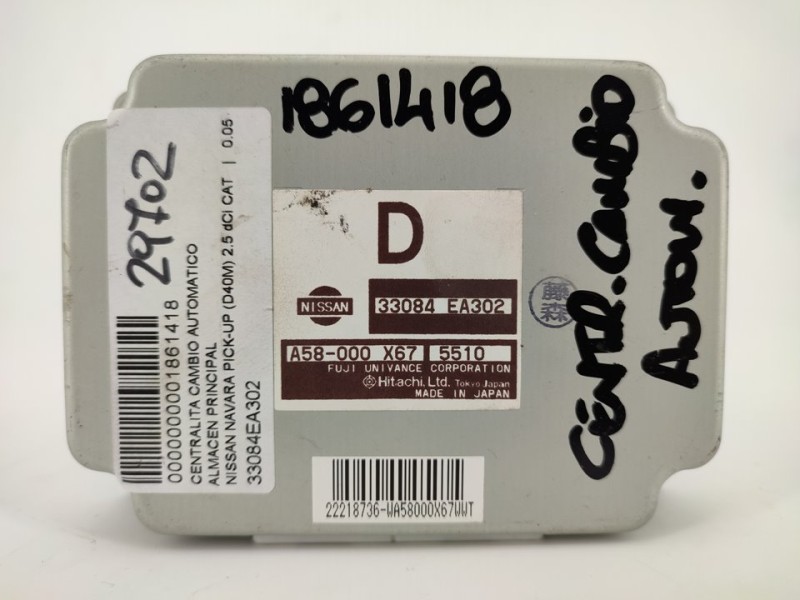 1861418
CENTR. CAMBIO
AUTOM.
29702
0000000001861418
CENTRALITA CAMBIO AUTOMATICO
ALMACEN PRINCIPAL
NISSAN NAVARA PICK-UP (D40M) 2.5 dCI CAT | 0.05
33084EA302
D
NISSAN 33084 EA302
A58-000 X67 5510
FUJI UNIVANCE CORPORATION
Hitachi, Ltd. Tokyo Japan
MADE IN JAPAN
藤森
22218736-WA58000X67WWT